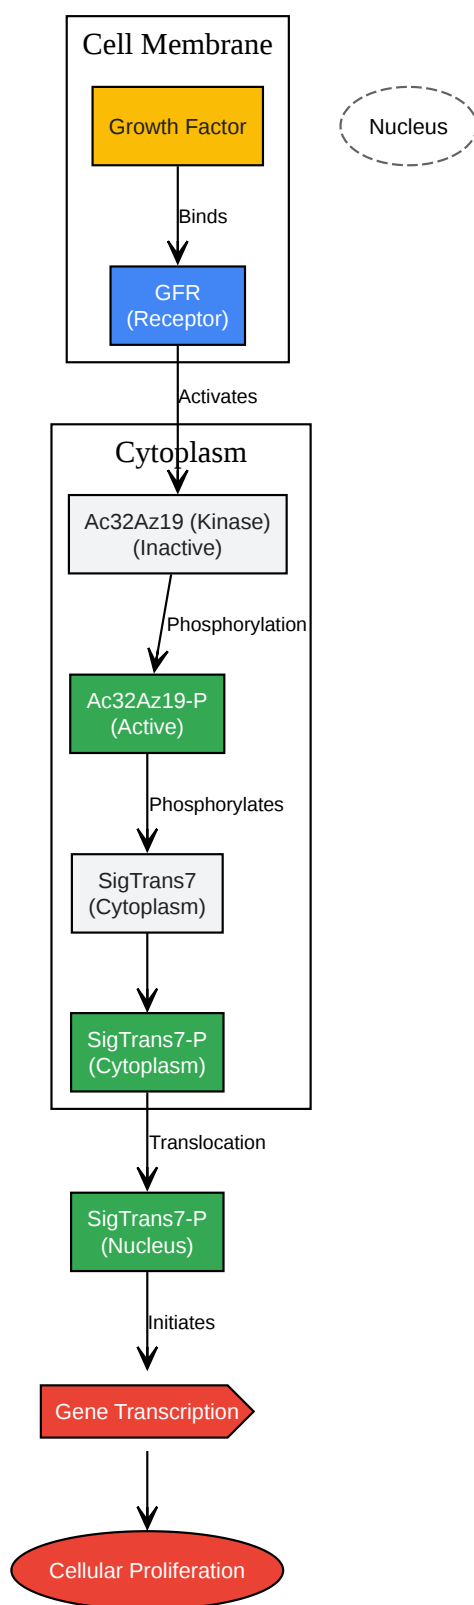 Cell Membrane
Growth Factor
Nucleus
Binds
GFR
(Receptor)
Activates
Cytoplasm
Ac32Az19 (Kinase)
(Inactive)
Phosphorylation
Ac32Az19-P
(Active)
Phosphorylates
SigTrans7
(Cytoplasm)
SigTrans7-P
(Cytoplasm)
Translocation
SigTrans7-P
(Nucleus)
Initiates
Gene Transcription
Cellular Proliferation